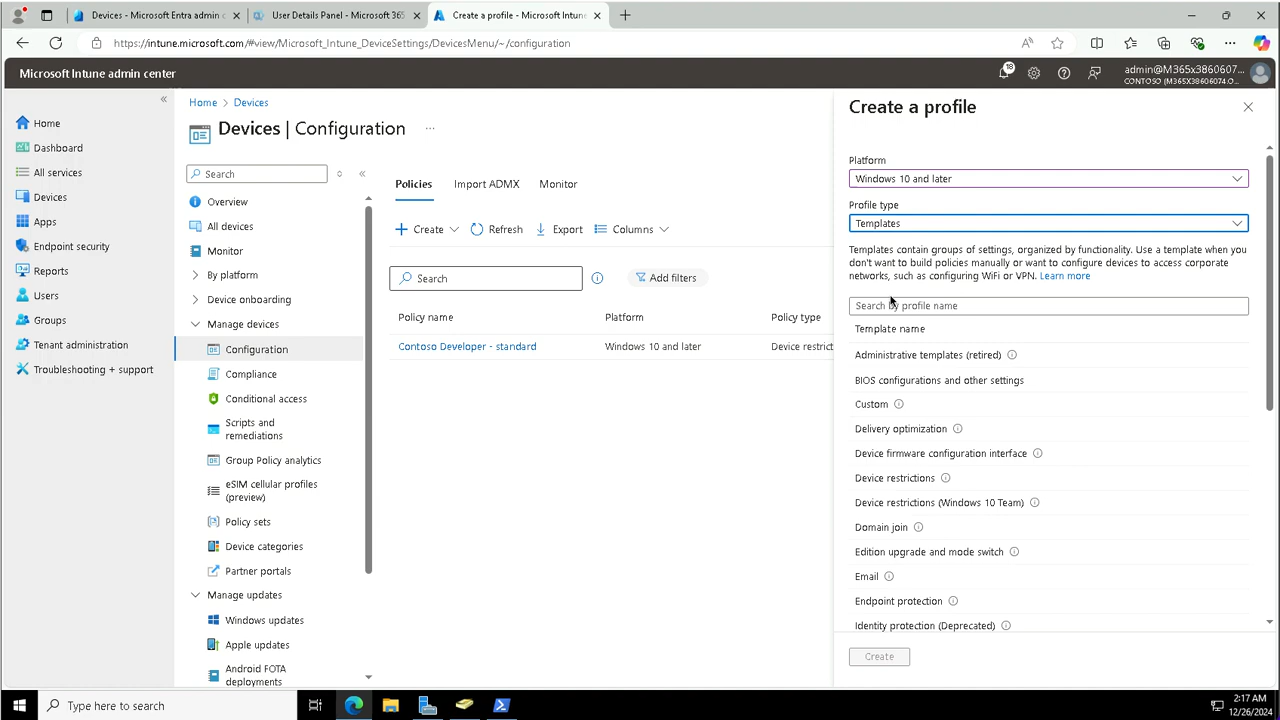 Devices - Microsoft Entra admin c
User Details Panel - Microsoft 365
Create a profile - Microsoft Intune
https://intune.microsoft.com/#view/Microsoft_Intune_DeviceSettings/DevicesMenu/~/configuration
Microsoft Intune admin center
18
admin@M365x3860607...
CONTOSO (M365X38606074.O...
Home
Dashboard
All services
Devices
Apps
Endpoint security
Reports
Users
Groups
Tenant administration
Troubleshooting + support
Home > Devices
Devices | Configuration
...
Search
Overview
All devices
Monitor
By platform
Device onboarding
Manage devices
Configuration
Compliance
Conditional access
Scripts and
remediations
Group Policy analytics
eSIM cellular profiles
(preview)
Policy sets
Device categories
Partner portals
Manage updates
Windows updates
Apple updates
Android FOTA
deployments
Policies
Import ADMX
Monitor
Create
Refresh
Export
Columns
Search
Add filters
Policy name
Platform
Policy type
Contoso Developer - standard
Windows 10 and later
Device restrict
Create a profile
Platform
Windows 10 and later
Profile type
Templates
Templates contain groups of settings, organized by functionality. Use a template when you
don't want to build policies manually or want to configure devices to access corporate
networks, such as configuring WiFi or VPN. Learn more
Search by profile name
Template name
Administrative templates (retired)
BIOS configurations and other settings
Custom
Delivery optimization
Device firmware configuration interface
Device restrictions
Device restrictions (Windows 10 Team)
Domain join
Edition upgrade and mode switch
Email
Endpoint protection
Identity protection (Deprecated)
Create
Type here to search
2:17 AM
12/26/2024